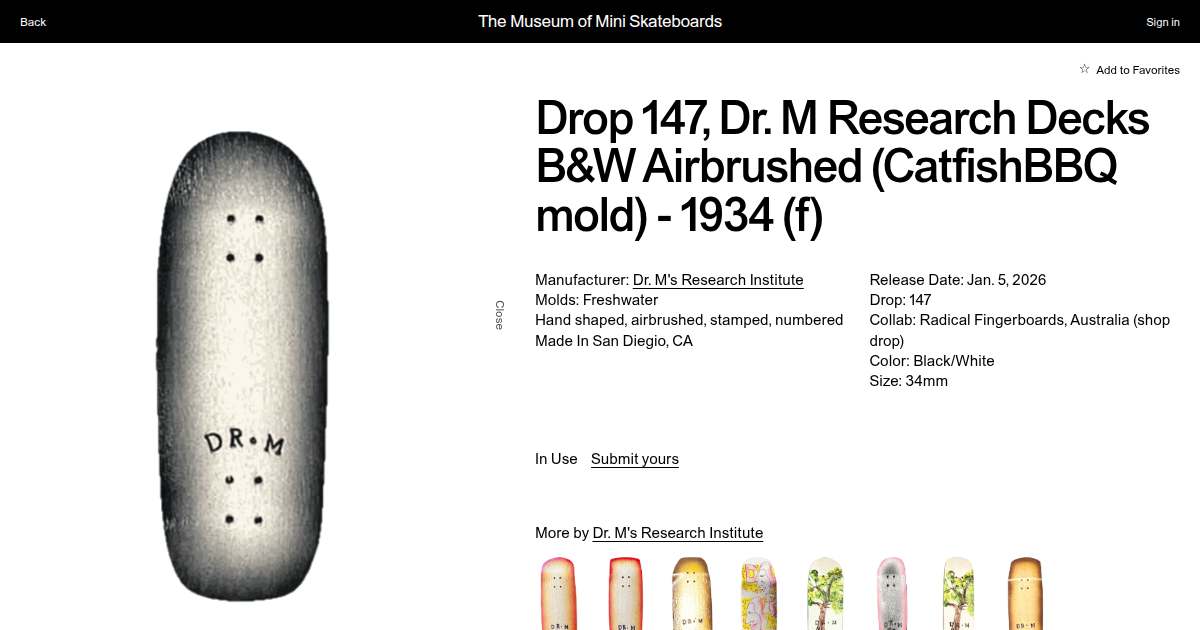 Back
The Museum of Mini Skateboards
Sign in
☆ Add to Favorites
Drop 147, Dr. M Research Decks
B&W Airbrushed (CatfishBBQ
mold) - 1934 (f)
Manufacturer: Dr. M's Research Institute
Molds: Freshwater
Hand shaped, airbrushed, stamped, numbered
Made In San Diegio, CA
Release Date: Jan. 5, 2026
Drop: 147
Collab: Radical Fingerboards, Australia (shop
drop)
Color: Black/White
Size: 34mm
Close
DR•M
In Use Submit yours
More by Dr. M's Research Institute